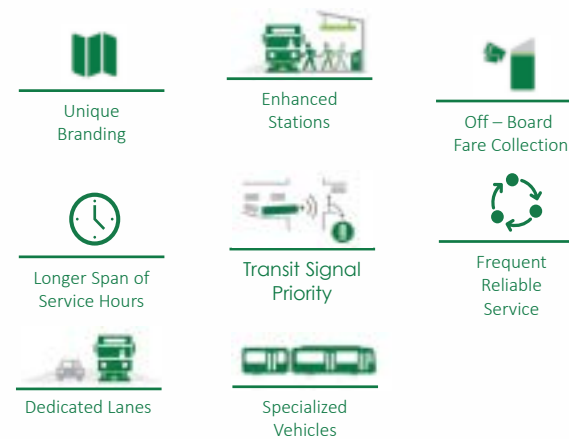 Unique
Branding
Enhanced
Stations
Off – Board
Fare Collection
Longer Span of
Service Hours
Transit Signal
Priority
Frequent
Reliable
Service
Dedicated Lanes
Specialized
Vehicles